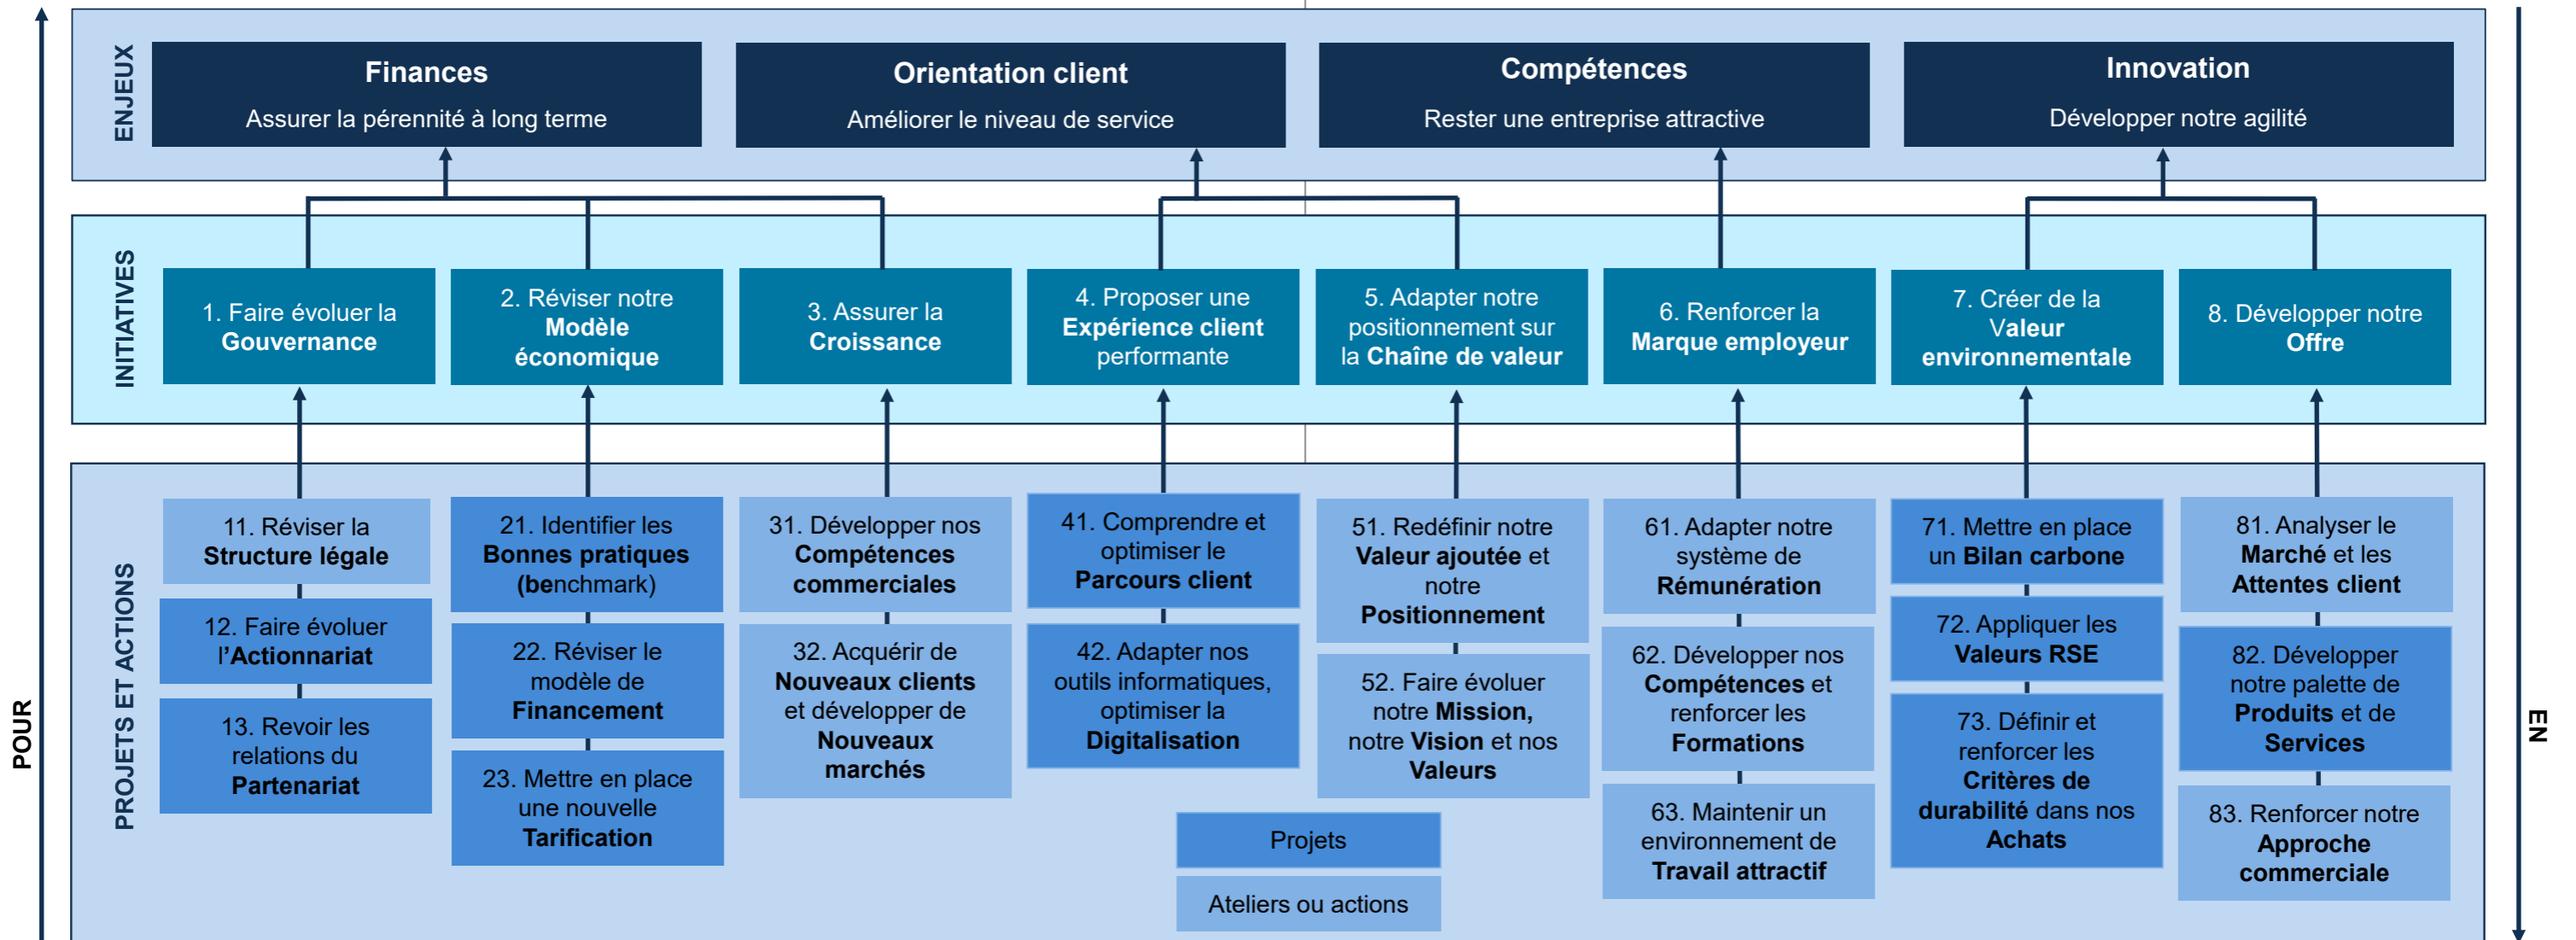 ENJEUX
Finances
Assurer la pérennité à long terme
Orientation client
Améliorer le niveau de service
Compétences
Rester une entreprise attractive
Innovation
Développer notre agilité
INITIATIVES
1. Faire évoluer la
Gouvernance
2. Réviser notre
Modèle
économique
3. Assurer la
Croissance
4. Proposer une
Expérience client
performante
5. Adapter notre
positionnement sur
la Chaîne de valeur
6. Renforcer la
Marque employeur
7. Créer de la
Valeur
environnementale
8. Développer notre
Offre
PROJETS ET ACTIONS
11. Réviser la
Structure légale
12. Faire évoluer
l'Actionnariat
13. Revoir les
relations du
Partenariat
21. Identifier les
Bonnes pratiques
(benchmark)
22. Réviser le
modèle de
Financement
23. Mettre en place
une nouvelle
Tarification
31. Développer nos
Compétences
commerciales
32. Acquérir de
Nouveaux clients
et développer de
Nouveaux
marchés
41. Comprendre et
optimiser le
Parcours client
42. Adapter nos
outils informatiques,
optimiser la
Digitalisation
51. Redéfinir notre
Valeur ajoutée et
notre
Positionnement
52. Faire évoluer
notre Mission,
notre Vision et nos
Valeurs
61. Adapter notre
système de
Rémunération
62. Développer nos
Compétences et
renforcer les
Formations
63. Maintenir un
environnement de
Travail attractif
71. Mettre en place
un Bilan carbone
72. Appliquer les
Valeurs RSE
73. Définir et
renforcer les
Critères de
durabilité dans nos
Achats
81. Analyser le
Marché et les
Attentes client
82. Développer
notre palette de
Produits et de
Services
83. Renforcer notre
Approche
commerciale
Projets
Ateliers ou actions
POUR
EN